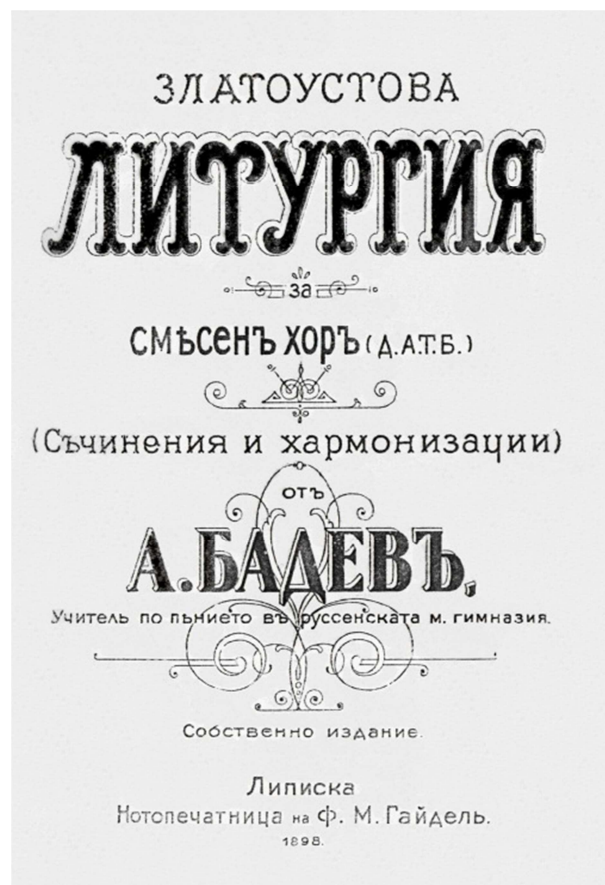 ЗЛАТОУСТОВА
ЛИТУРГИЯ
за
СМѢСЕНЪ ХОРЪ (Д.А.Т.Б.)
(Съчинения и хармонизации)
отъ
А. БАДЕВЪ,
Учитель по пѣнието въ руссенската м. гимназия.
Собственно издание.
Липиска
Нотопечатница на Ф. М. Гайдель.
1898.